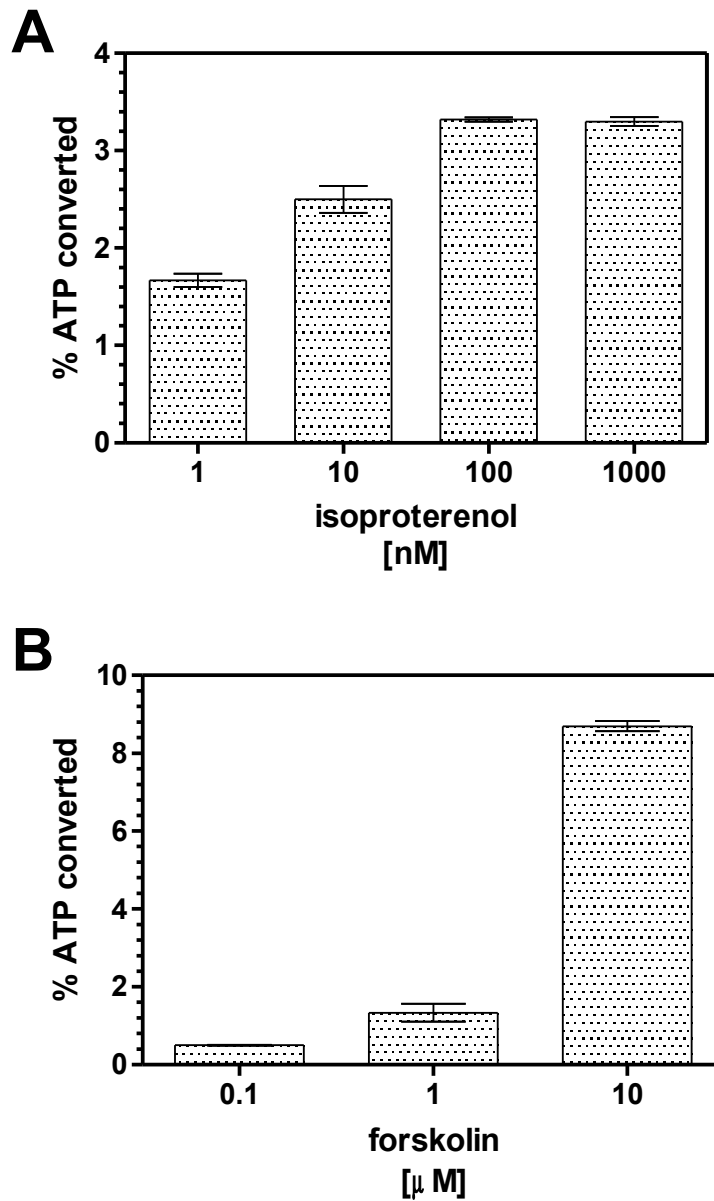 A
% ATP converted
4
3
2
1
0
1 10 100 1000
isoproterenol
[nM]
B
% ATP converted
10
8
6
4
2
0
0.1 1 10
forskolin
[μ M]